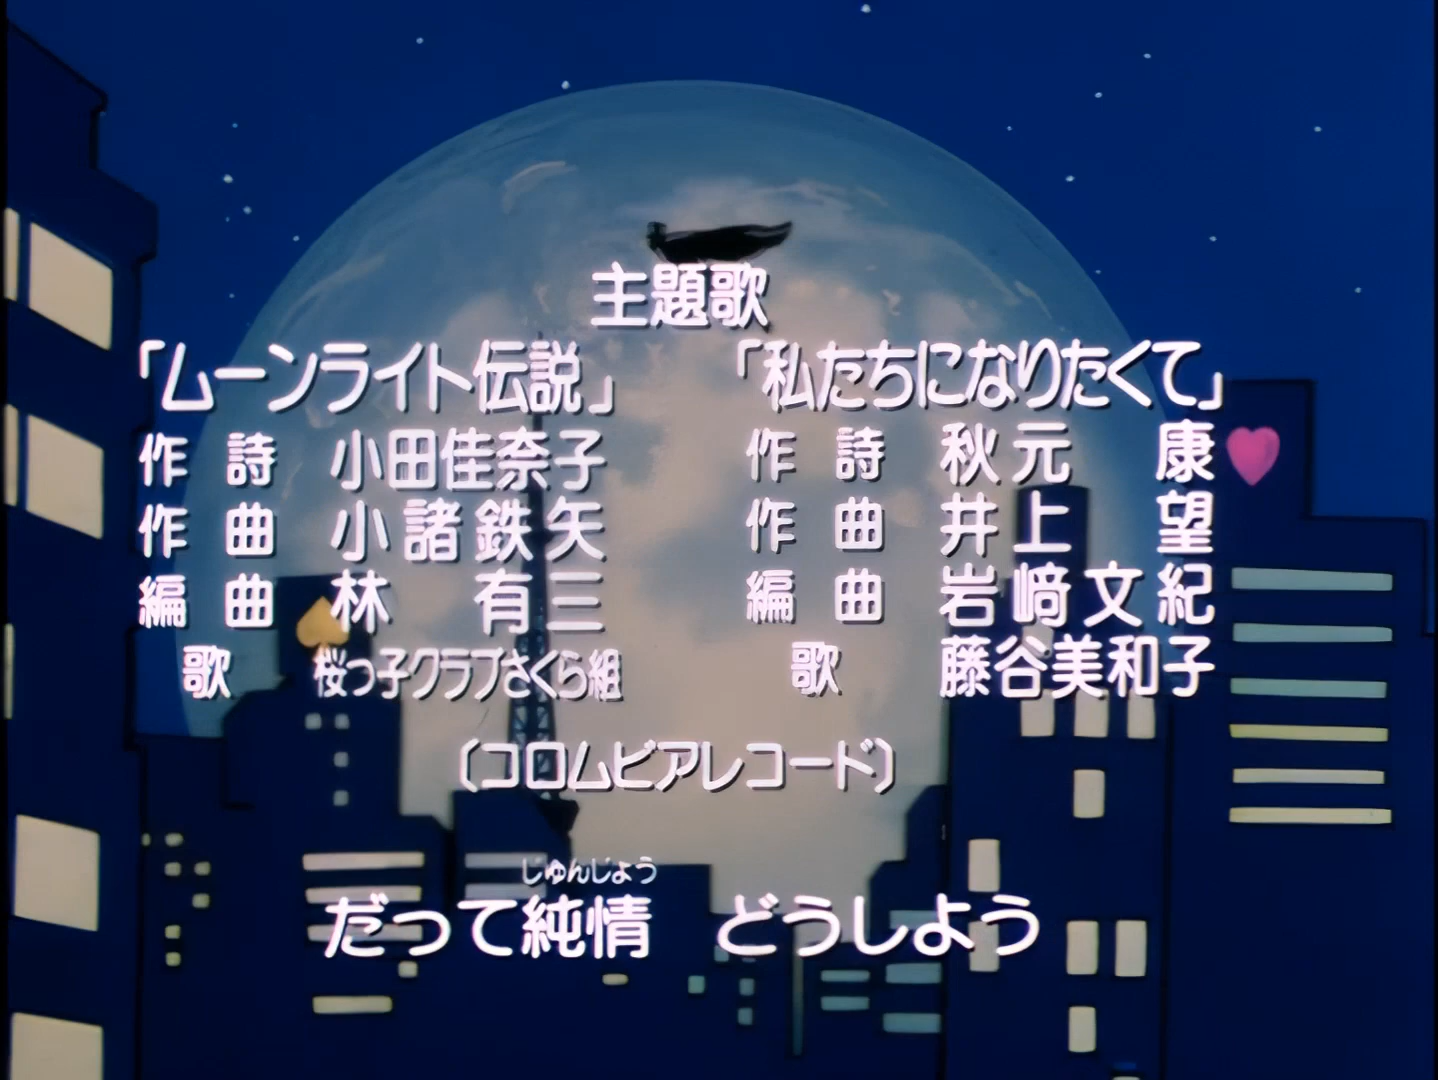 主題歌
「ムーンライト伝説」
作詩 小田佳奈子
作曲 小諸鉄矢
編曲 林有三
歌 桜っ子クラブさくら組
「私たちになりたくて」
作詩 秋元康
作曲 井上望
編曲 岩﨑文紀
歌 藤谷美和子
(コロムビアレコード)
じゅんじょう
だって純情 どうしよう